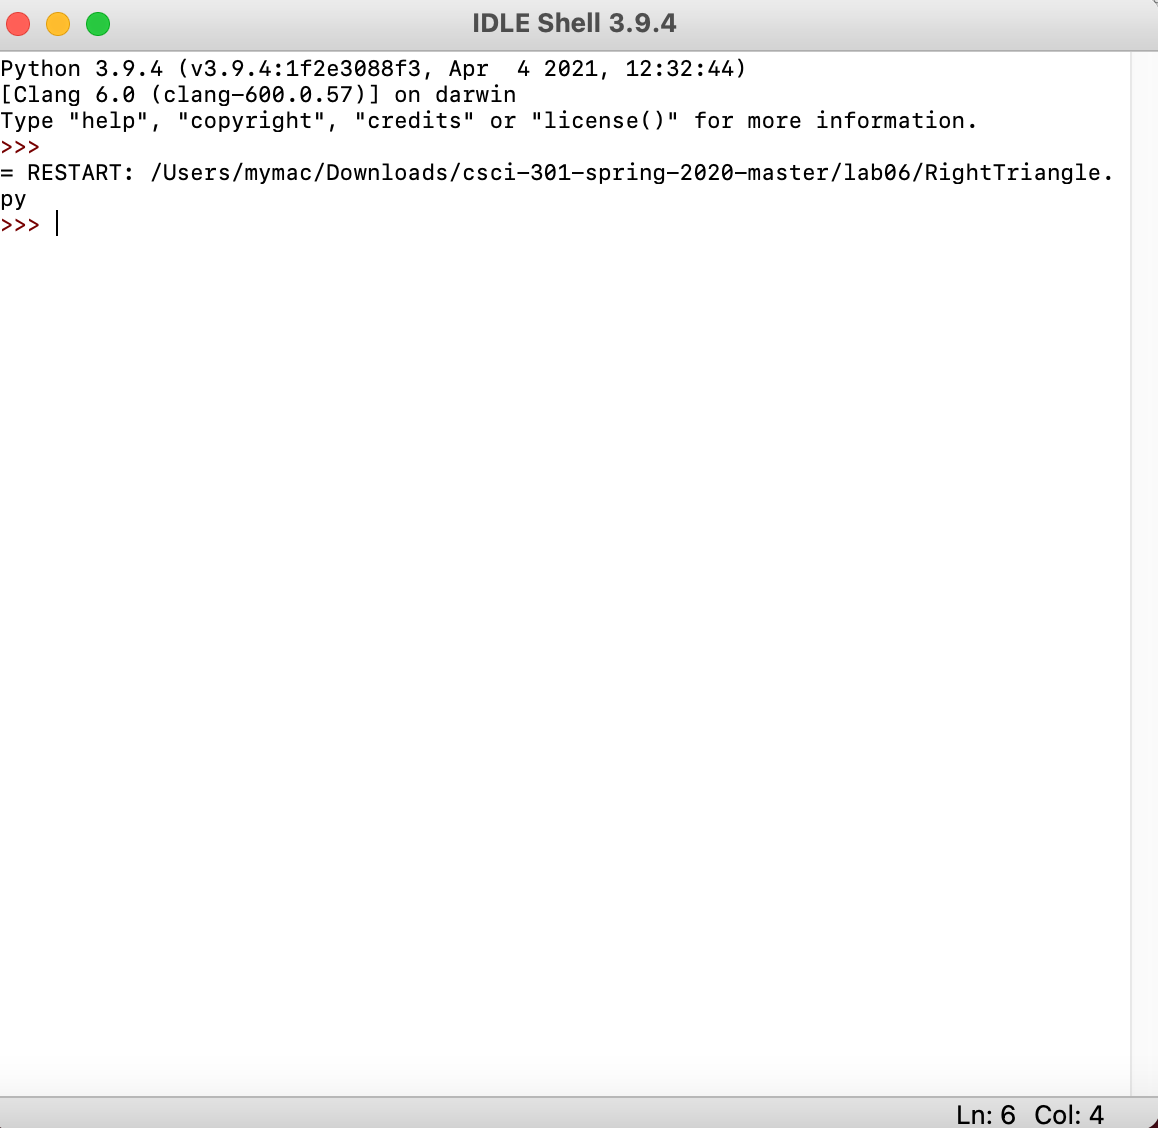 IDLE Shell 3.9.4
Python 3.9.4 (v3.9.4:1f2e3088f3, Apr  4 2021, 12:32:44)
[Clang 6.0 (clang-600.0.57)] on darwin
Type "help", "copyright", "credits" or "license()" for more information.
>>>
= RESTART: /Users/mymac/Downloads/csci-301-spring-2020-master/lab06/RightTriangle.
py
>>>
Ln: 6  Col: 4